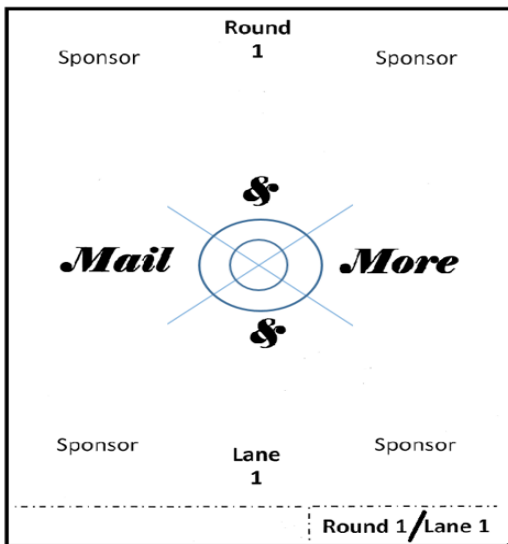 Round
1
Sponsor Sponsor
&
Mail More
&
Sponsor Sponsor
Lane
1
Round 1/Lane 1